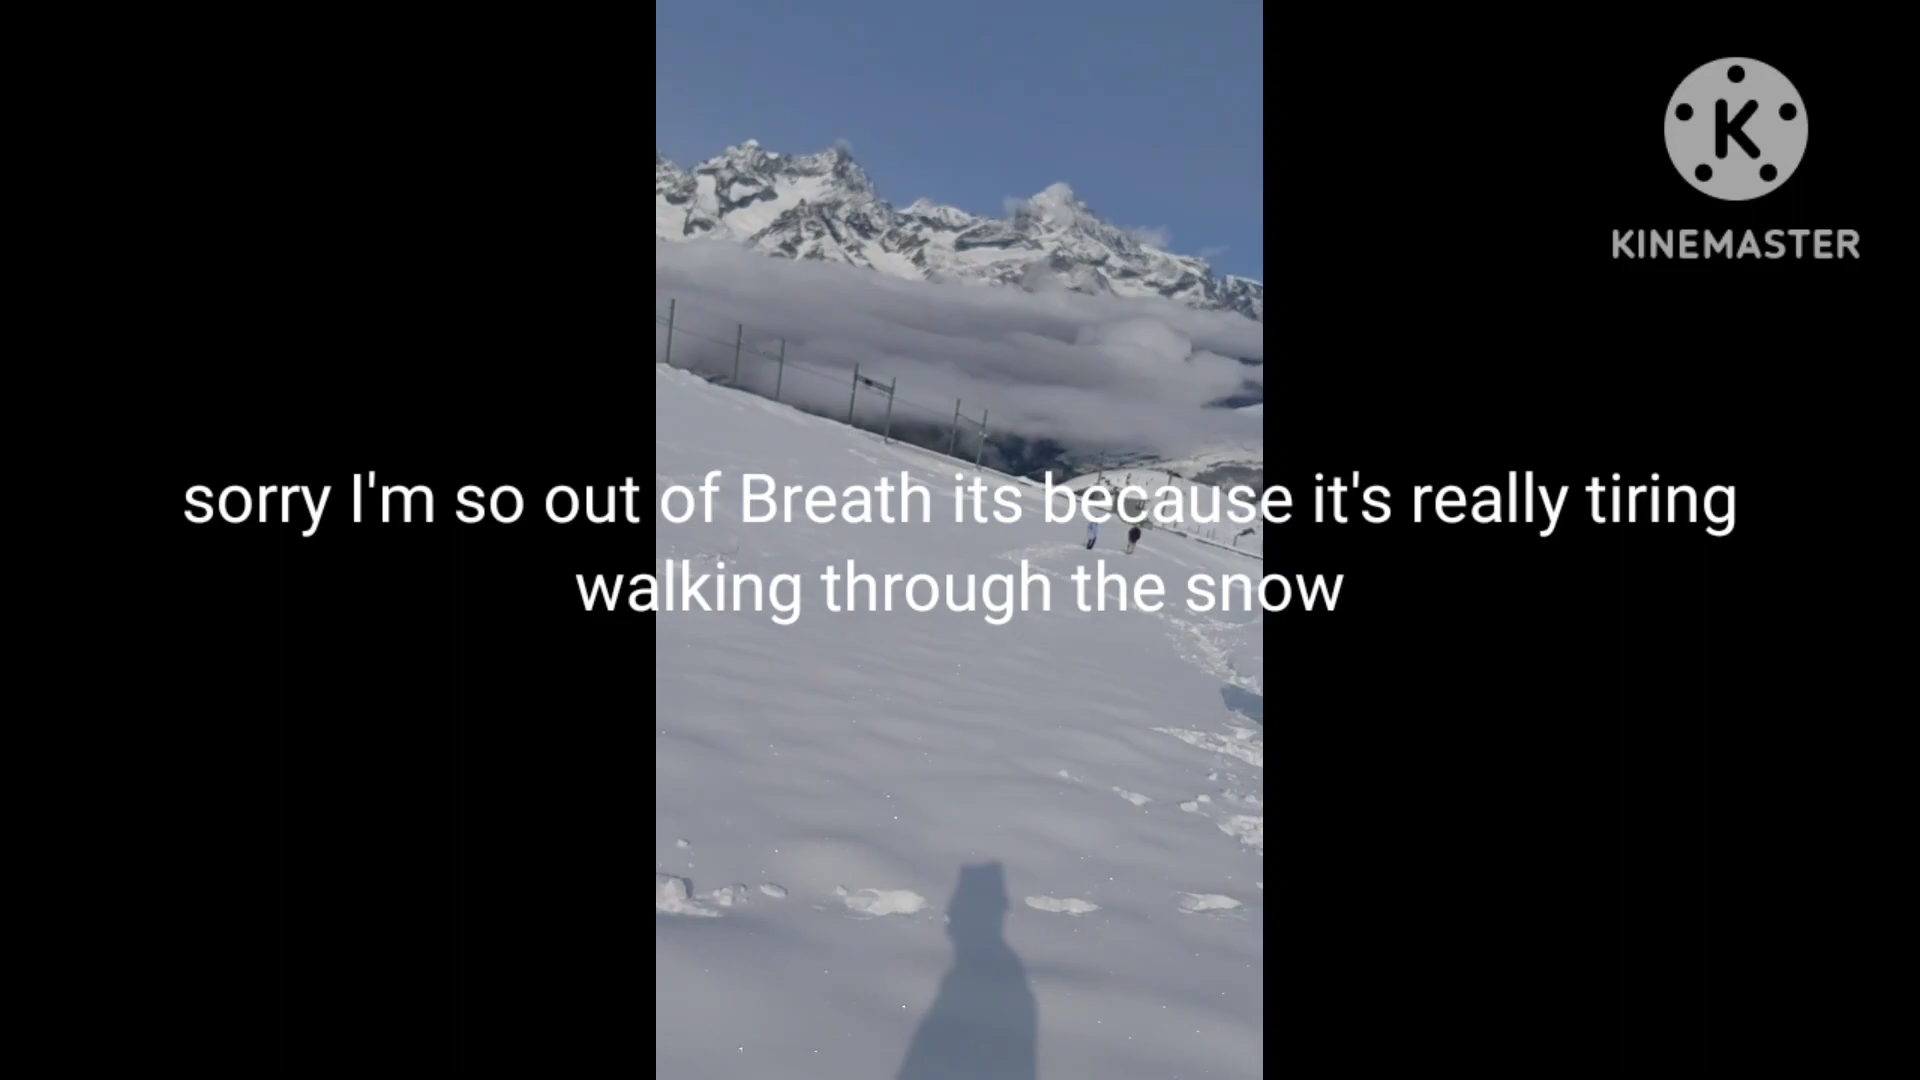 K
KINEMASTER
sorry I'm so out of Breath its because it's really tiring
walking through the snow